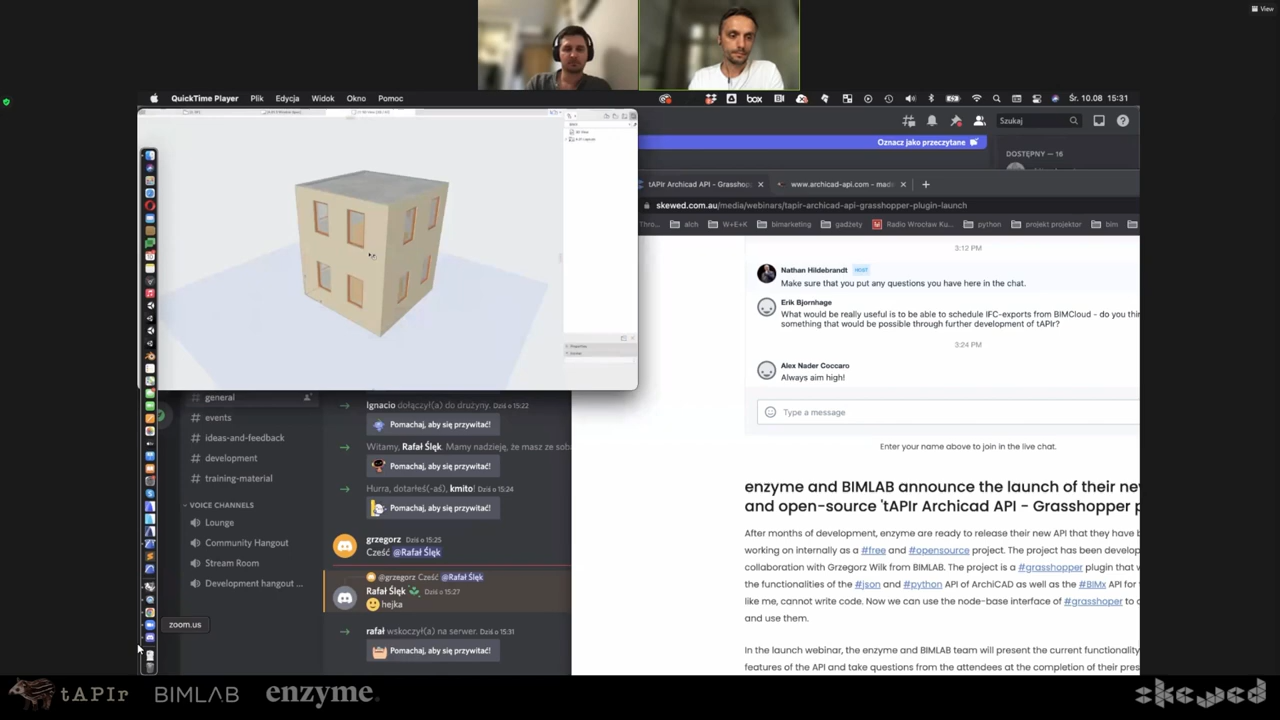 View
QuickTime Player Plik Edycja Widok Okno Pomoc
box
Śr. 10.08 15:31
Szukaj
Oznacz jako przeczytane
DOSTĘPNY — 16
tAPIr Archicad API - Grasshop
www.archicad-api.com - made
skewed.com.au/media/webinars/tapir-archicad-api-grasshopper-plugin-launch
Thro...
alch
W+E+K
bimarketing
gadżety
Radio Wrocław Ku...
python
projekt projektor
bim
3:12 PM
Nathan Hildebrandt HOST
Make sure that you put any questions you have here in the chat.
Erik Bjornhage
What would be really useful is to be able to schedule IFC-exports from BIMCloud - do you thin
something that would be possible through further development of tAPIr?
3:24 PM
Alex Nader Coccaro
Always aim high!
Type a message
Enter your name above to join in the live chat.
enzyme and BIMLAB announce the launch of their new
and open-source 'tAPIr Archicad API - Grasshopper p
After months of development, enzyme are ready to release their new API that they have b
working on internally as a #free and #opensource project. The project has been develop
collaboration with Grzegorz Wilk from BIMLAB. The project is a #grasshopper plugin that w
the functionalities of the #json and #python API of ArchiCAD as well as the #BIMx API for
like me, cannot write code. Now we can use the node-base interface of #grasshoper to c
and use them.
In the launch webinar, the enzyme and BIMLAB team will present the current functionality
features of the API and take questions from the attendees at the completion of their pres
# general
# events
# ideas-and-feedback
# development
# training-material
VOICE CHANNELS
Lounge
Community Hangout
Stream Room
Development hangout ...
zoom.us
Ignacio dołączył(a) do drużyny. Dziś o 15:22
Pomachaj, aby się przywitać!
Witamy, Rafał Ślęk. Mamy nadzieję, że masz ze sob
Pomachaj, aby się przywitać!
Hurra, dotarłeś(-aś), kmito! Dziś o 15:24
Pomachaj, aby się przywitać!
grzegorz Dziś o 15:25
Cześć @Rafał Ślęk
@grzegorz Cześć @Rafał Ślęk
Rafał Ślęk Dziś o 15:27
hejka
rafał wskoczył(a) na serwer. Dziś o 15:31
Pomachaj, aby się przywitać!
tAPIr BIMLAB enzyme.
skewed